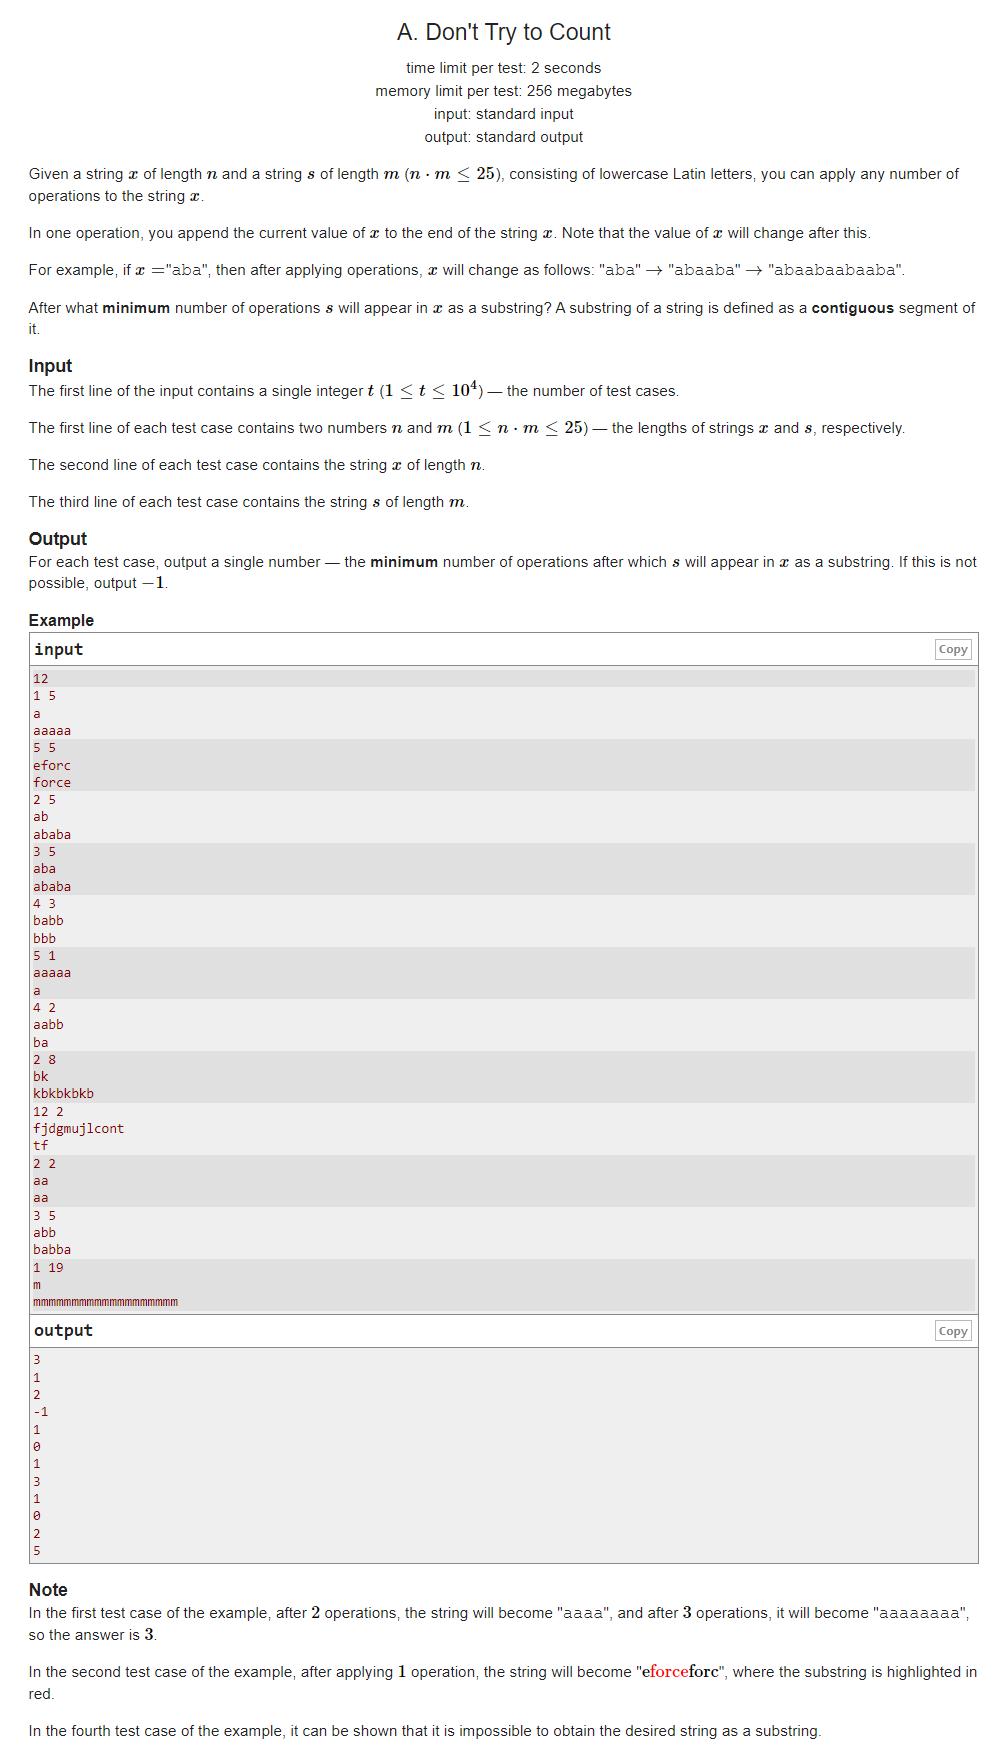 A. Don't Try to Count
time limit per test: 2 seconds
memory limit per test: 256 megabytes
input: standard input
output: standard output
Given a string x of length n and a string s of length m (n · m ≤ 25), consisting of lowercase Latin letters, you can apply any number of
operations to the string x.
In one operation, you append the current value of x to the end of the string x. Note that the value of x will change after this.
For example, if x ="aba", then after applying operations, x will change as follows: "aba" → "abaaba" → "abaabaabaaba".
After what minimum number of operations s will appear in x as a substring? A substring of a string is defined as a contiguous segment of
it.
Input
The first line of the input contains a single integer t (1 ≤ t ≤ 10⁴) — the number of test cases.
The first line of each test case contains two numbers n and m (1 ≤ n · m ≤ 25) — the lengths of strings x and s, respectively.
The second line of each test case contains the string x of length n.
The third line of each test case contains the string s of length m.
Output
For each test case, output a single number — the minimum number of operations after which s will appear in x as a substring. If this is not
possible, output −1.
Example
input Copy
12
1 5
a
aaaaa
5 5
eforc
force
2 5
ab
ababa
3 5
aba
ababa
4 3
babb
bbb
5 1
aaaaa
a
4 2
aabb
ba
2 8
bk
kbkbkbkb
12 2
fjdgmujlcont
tf
2 2
aa
aa
3 5
abb
babba
1 19
m
mmmmmmmmmmmmmmmmmmm
output Copy
3
1
2
-1
1
0
1
3
1
0
2
5
Note
In the first test case of the example, after 2 operations, the string will become "aaaa", and after 3 operations, it will become "aaaaaaaa",
so the answer is 3.
In the second test case of the example, after applying 1 operation, the string will become "eforceforc", where the substring is highlighted in
red.
In the fourth test case of the example, it can be shown that it is impossible to obtain the desired string as a substring.